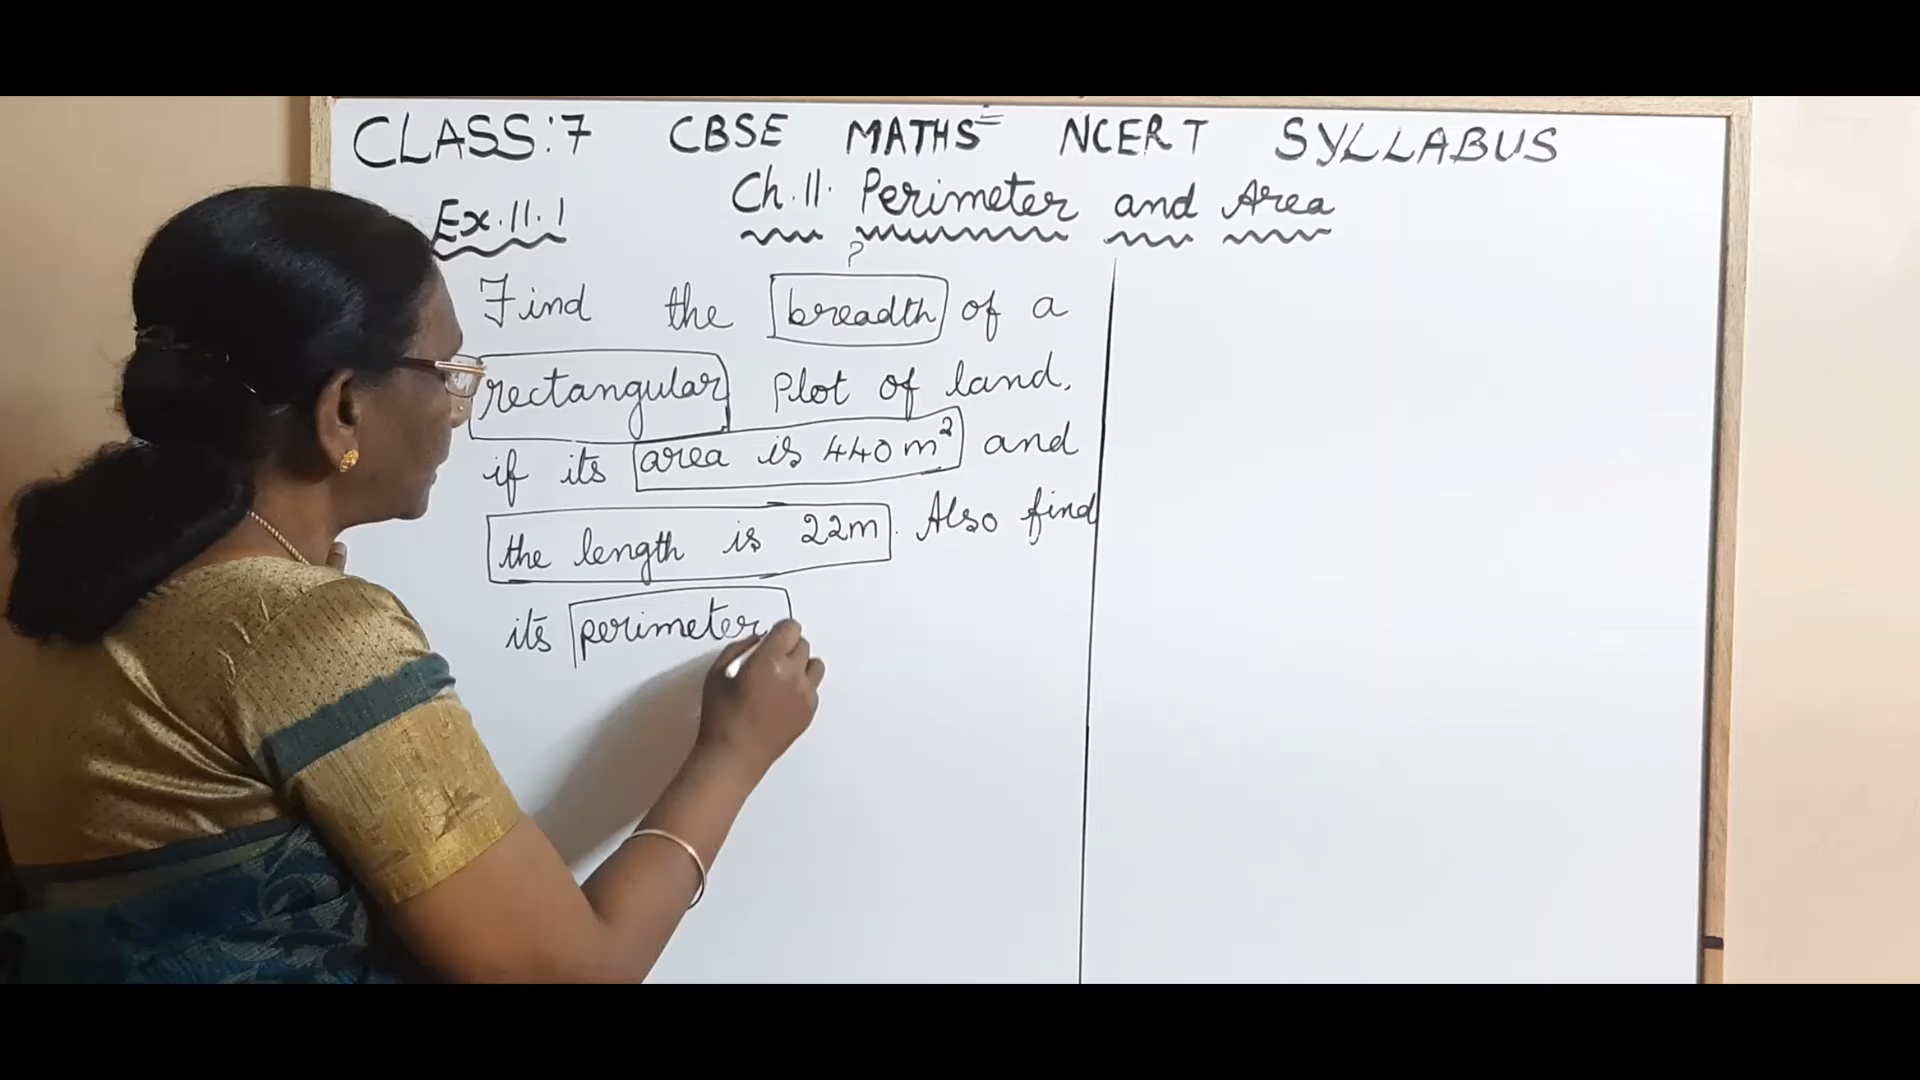 CLASS:7 CBSE MATHS NCERT SYLLABUS
Ch.11. Perimeter and Area
Ex.11.1
?
Find the breadth of a
rectangular Plot of land,
if its area is 440 m² and
the length is 22m. Also find
its perimeter